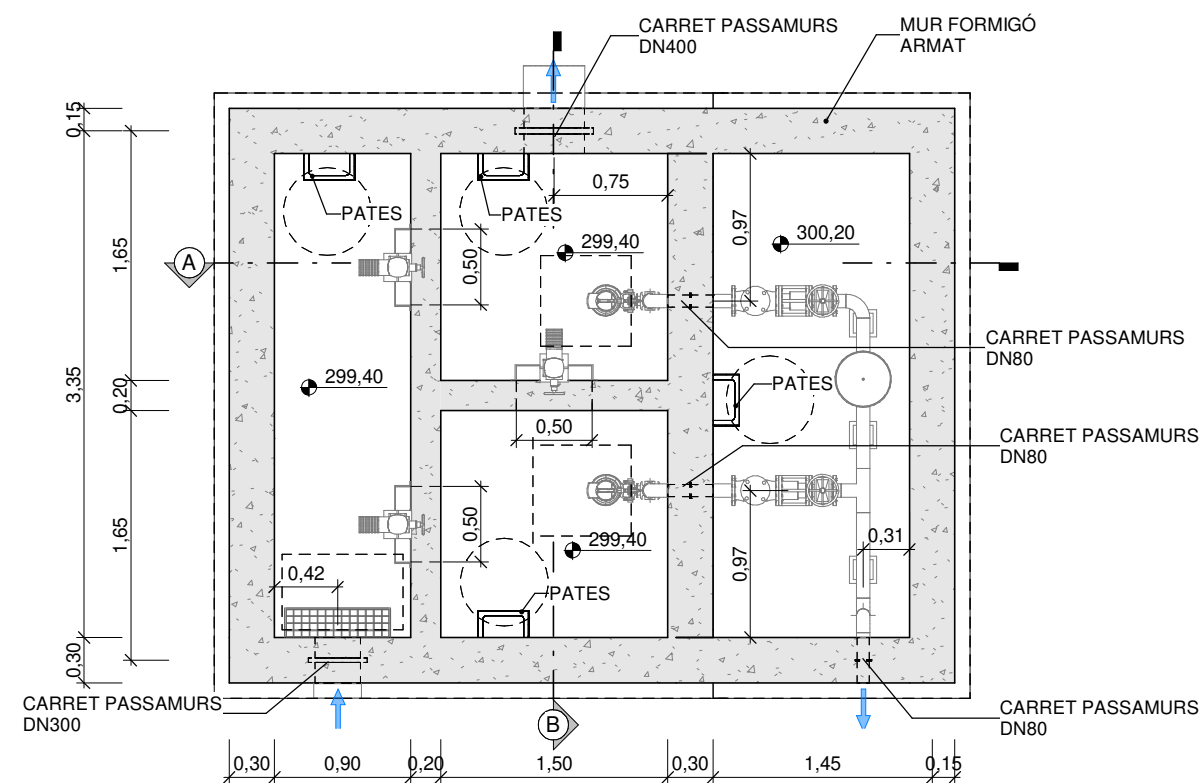 CARRET PASSAMURS
DN400
MUR FORMIGÓ
ARMAT
0,15
3,35
0,30
1,65
0,20
1,65
A
PATES
PATES
0,75
0,50
299,40
0,97
300,20
CARRET PASSAMURS
DN80
299,40
PATES
0,50
CARRET PASSAMURS
DN80
0,50
299,40
0,97
0,31
0,42
PATES
CARRET PASSAMURS
DN300
B
CARRET PASSAMURS
DN80
0,30
0,90
0,20
1,50
0,30
1,45
0,15